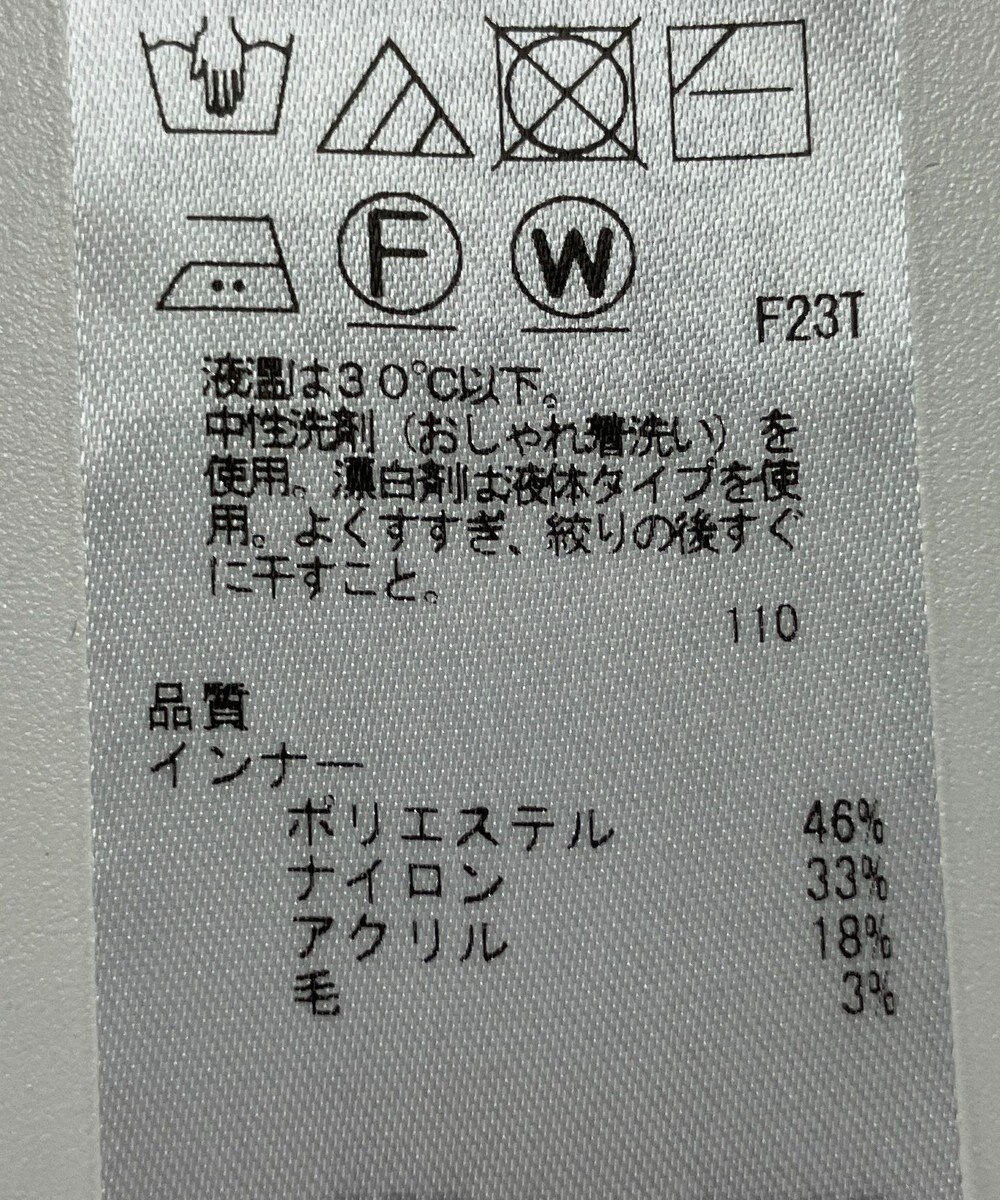 F
W
F23T
液温は30℃以下。
中性洗剤（おしゃれ着洗い）を
使用。漂白剤は液体タイプを使
用。よくすすぎ、絞りの後すぐ
に干すこと。
110
品質
インナー
ポリエステル 46%
ナイロン 33%
アクリル 18%
毛 3%